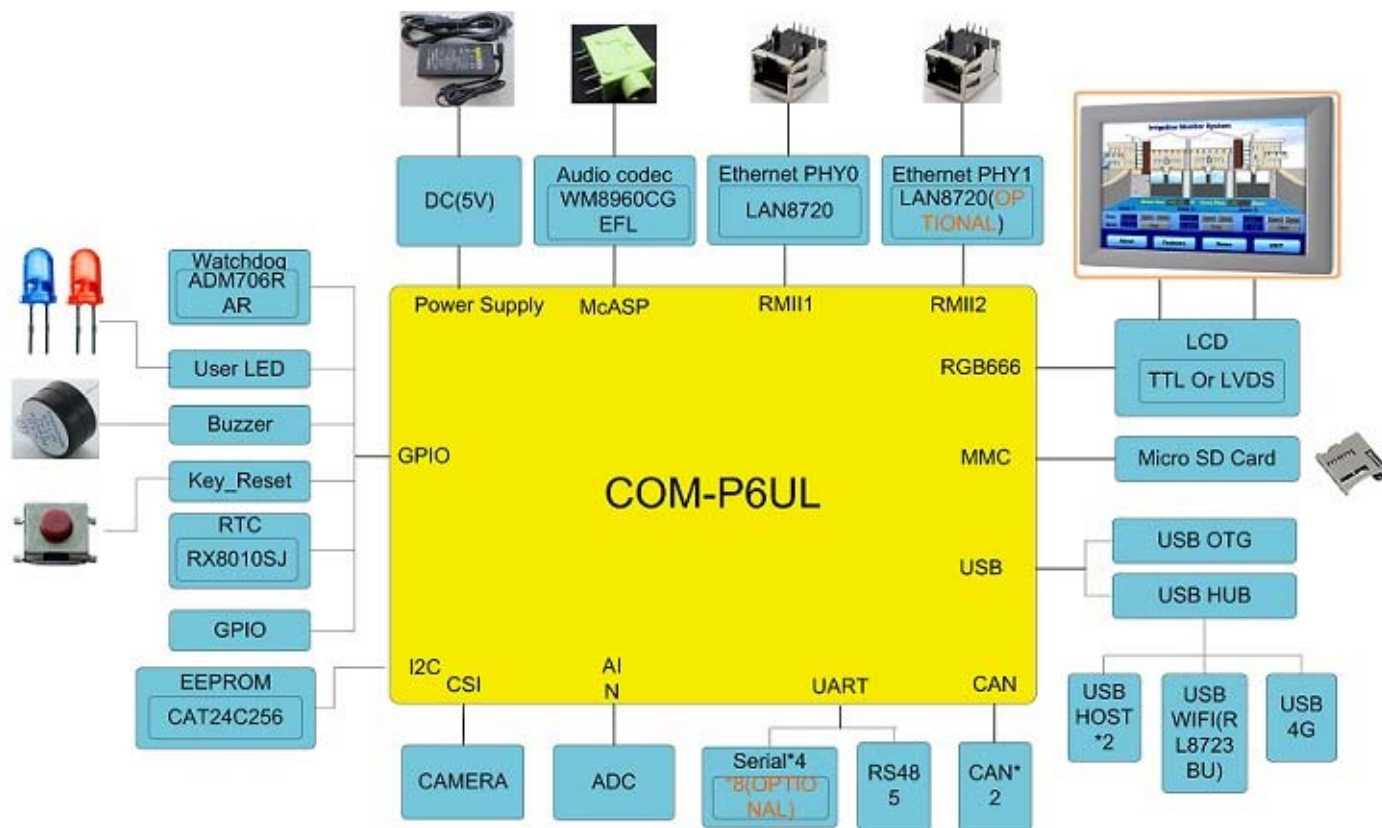 DC(5V)
Audio codec
WM8960CG
EFL
Ethernet PHY0
LAN8720
Ethernet PHY1
LAN8720(OP
TIONAL)
Irrigation Monitor System
Watchdog
ADM706R
AR
User LED
Buzzer
Key_Reset
RTC
RX8010SJ
GPIO
EEPROM
CAT24C256
Power Supply
McASP
RMII1
RMII2
RGB666
MMC
USB
GPIO
COM-P6UL
I2C
CSI
AI
N
UART
CAN
LCD
TTL Or LVDS
Micro SD Card
USB OTG
USB HUB
USB
HOST
*2
USB
WIFI(R
L8723
BU)
USB
4G
CAMERA
ADC
Serial*4
*8(OPTIO
NAL)
RS48
5
CAN*
2